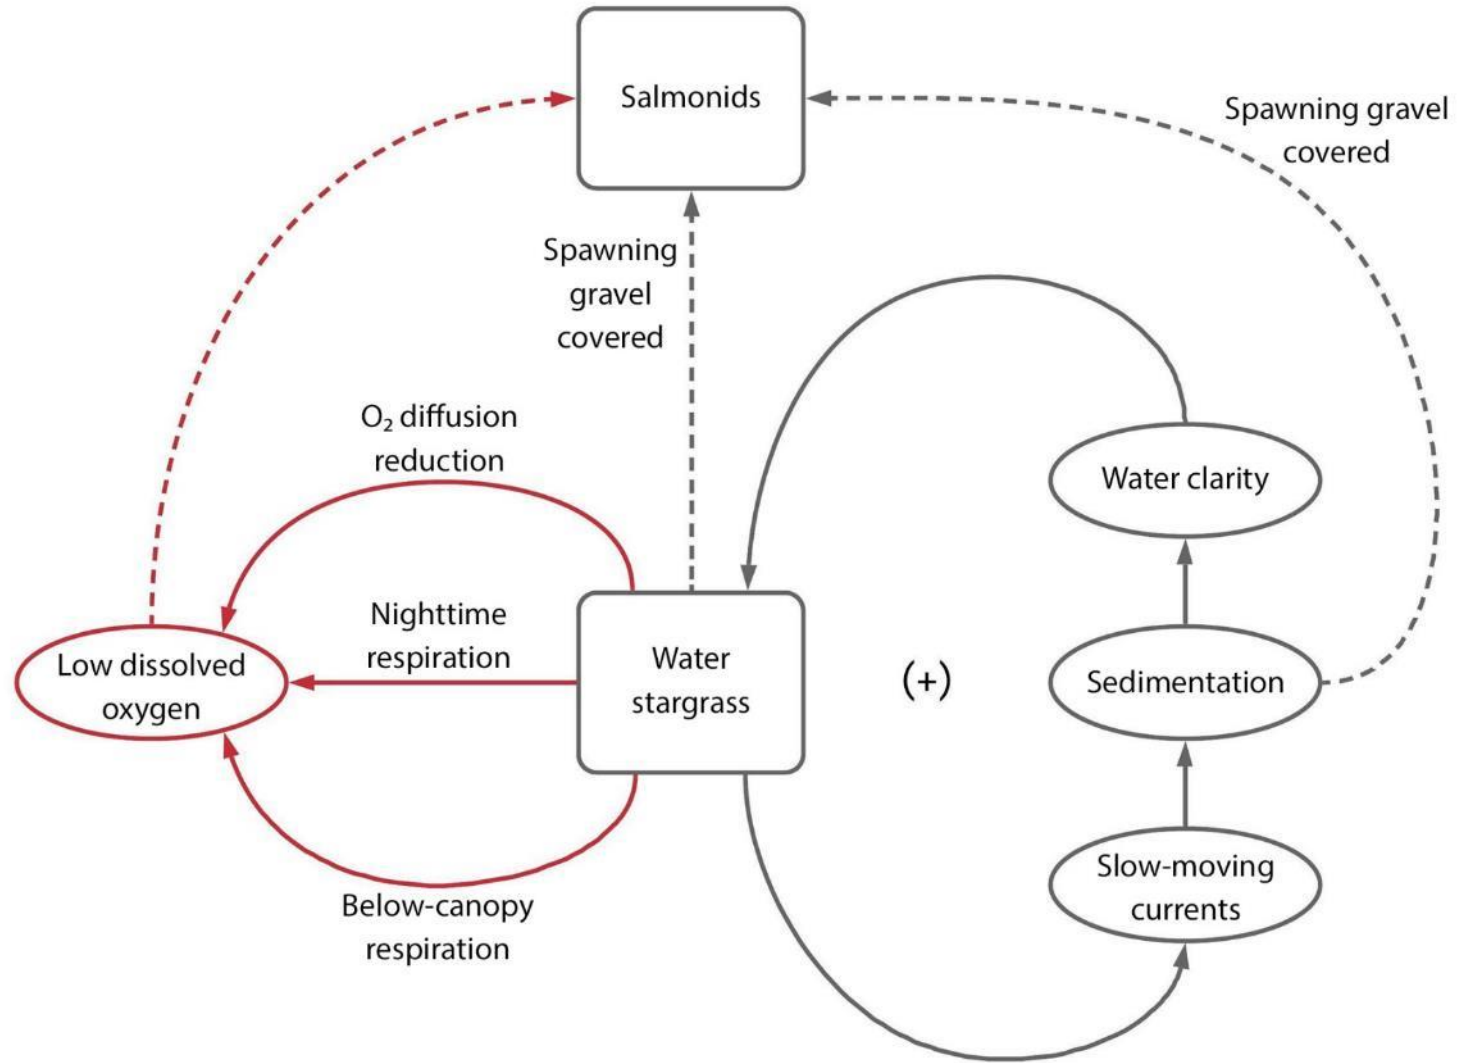 Salmonids
Spawning gravel
covered
Spawning
gravel
covered
O₂ diffusion
reduction
Water clarity
Nighttime
respiration
Low dissolved
oxygen
Water
stargrass
(+)
Sedimentation
Slow-moving
currents
Below-canopy
respiration